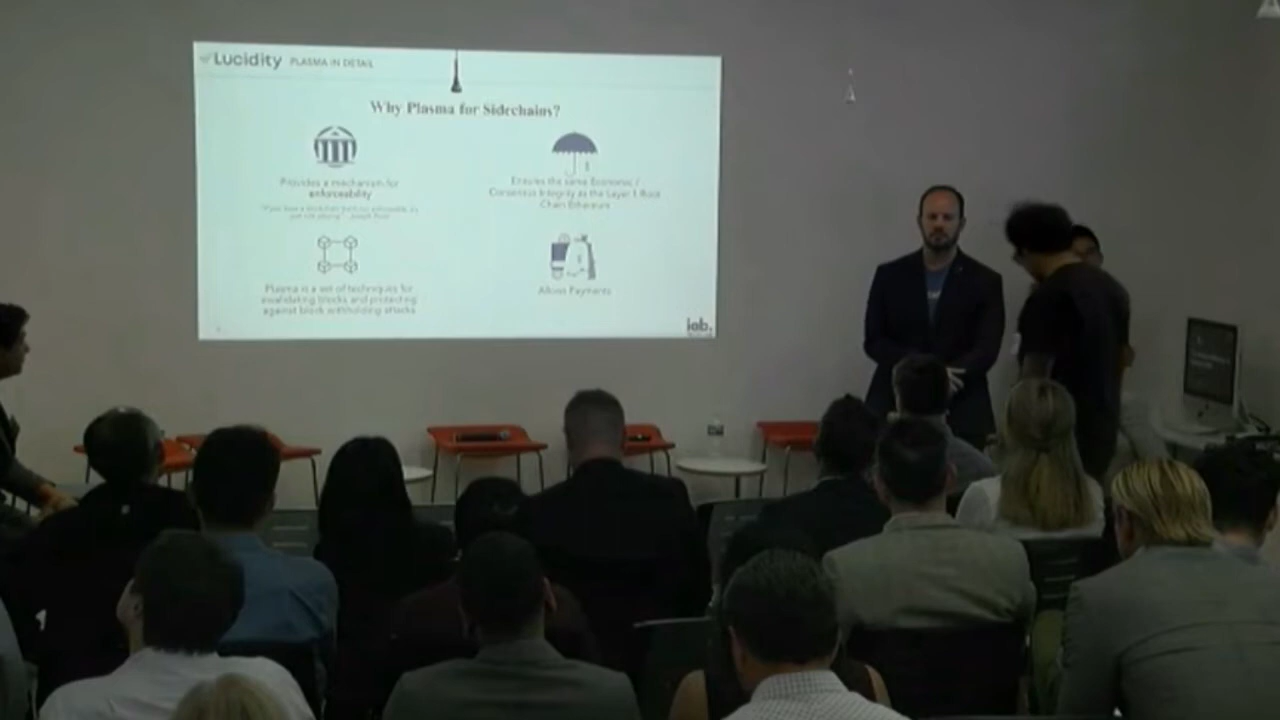 Lucidity PLASMA IN DETAIL
Why Plasma for Sidechains?
Provides a mechanism for
enforceability
Ensures the same Economic /
Consensus Integrity as the Layer 1 Root
Chain Ethereum
Plasma is a set of techniques for
invalidating blocks and protecting
against block withholding attacks
Allows Payments
iab.